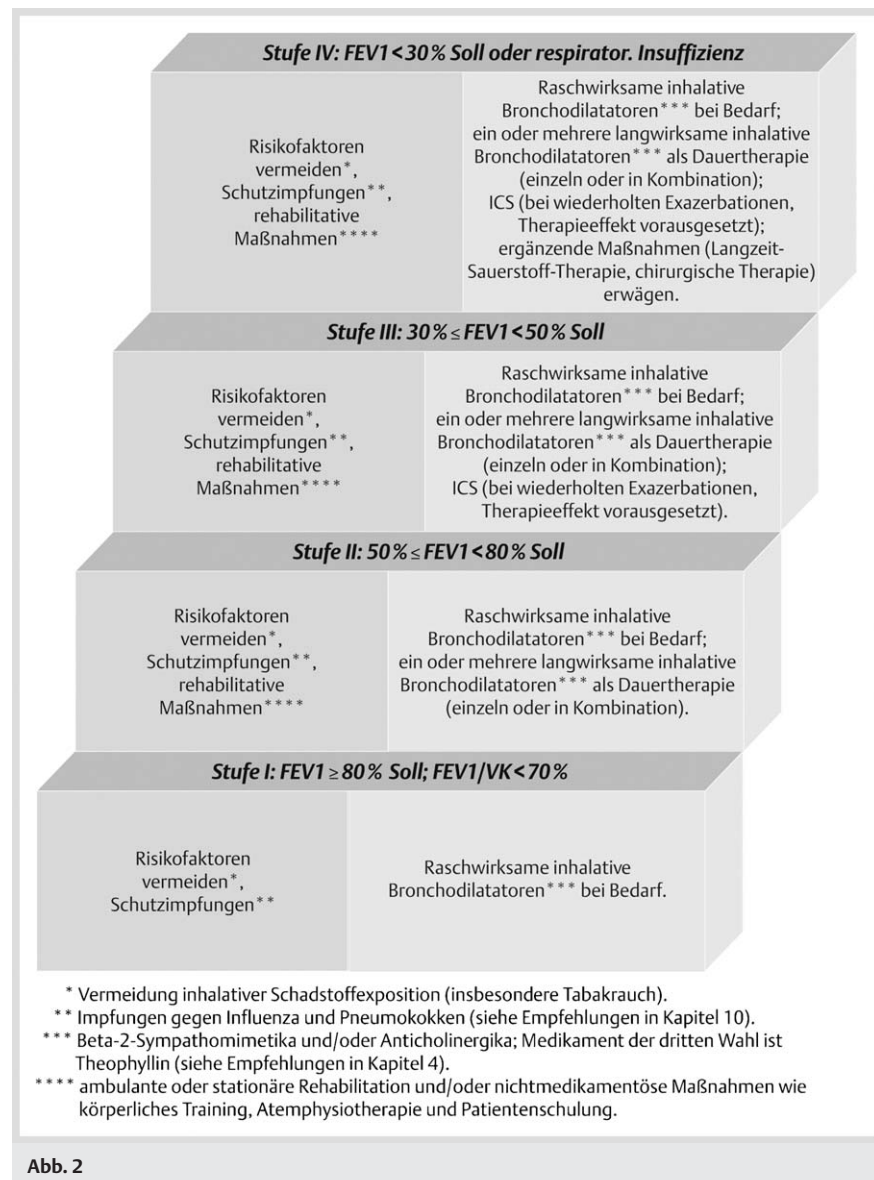 Stufe IV: FEV1 < 30 % Soll oder respirator. Insuffizienz
Risikofaktoren
vermeiden*,
Schutzimpfungen**,
rehabilitative
Maßnahmen****
Raschwirksame inhalative
Bronchodilatatoren*** bei Bedarf;
ein oder mehrere langwirksame inhalative
Bronchodilatatoren*** als Dauertherapie
(einzeln oder in Kombination);
ICS (bei wiederholten Exazerbationen,
Therapieeffekt vorausgesetzt);
ergänzende Maßnahmen (Langzeit-
Sauerstoff-Therapie, chirurgische Therapie)
erwägen.
Stufe III: 30 % ≤ FEV1 < 50 % Soll
Risikofaktoren
vermeiden*,
Schutzimpfungen**,
rehabilitative
Maßnahmen****
Raschwirksame inhalative
Bronchodilatatoren*** bei Bedarf;
ein oder mehrere langwirksame inhalative
Bronchodilatatoren*** als Dauertherapie
(einzeln oder in Kombination);
ICS (bei wiederholten Exazerbationen,
Therapieeffekt vorausgesetzt).
Stufe II: 50 % ≤ FEV1 < 80 % Soll
Risikofaktoren
vermeiden*,
Schutzimpfungen**,
rehabilitative
Maßnahmen****
Raschwirksame inhalative
Bronchodilatatoren*** bei Bedarf;
ein oder mehrere langwirksame inhalative
Bronchodilatatoren*** als Dauertherapie
(einzeln oder in Kombination).
Stufe I: FEV1 ≥ 80 % Soll; FEV1/VK < 70 %
Risikofaktoren
vermeiden*,
Schutzimpfungen**
Raschwirksame inhalative
Bronchodilatatoren*** bei Bedarf.
* Vermeidung inhalativer Schadstoffexposition (insbesondere Tabakrauch).
** Impfungen gegen Influenza und Pneumokokken (siehe Empfehlungen in Kapitel 10).
*** Beta-2-Sympathomimetika und/oder Anticholinergika; Medikament der dritten Wahl ist
Theophyllin (siehe Empfehlungen in Kapitel 4).
**** ambulante oder stationäre Rehabilitation und/oder nichtmedikamentöse Maßnahmen wie
körperliches Training, Atemphysiotherapie und Patientenschulung.
Abb. 2